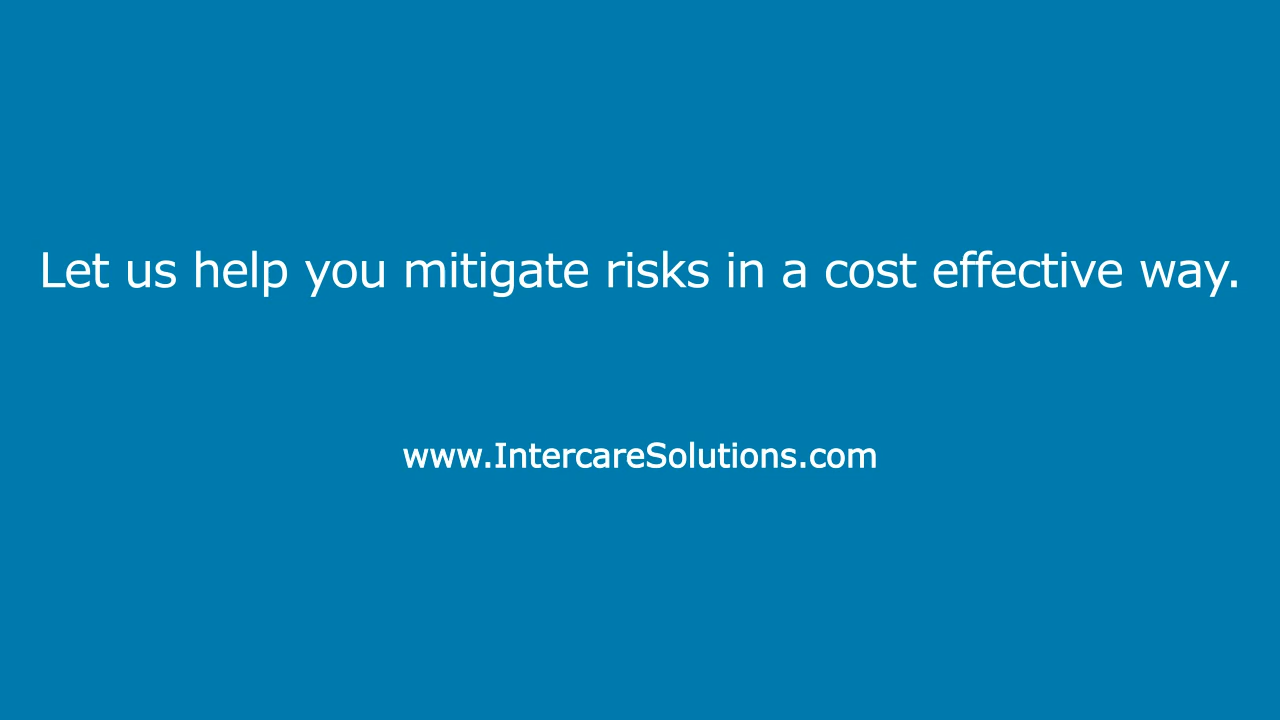 Let us help you mitigate risks in a cost effective way.
www.IntercareSolutions.com